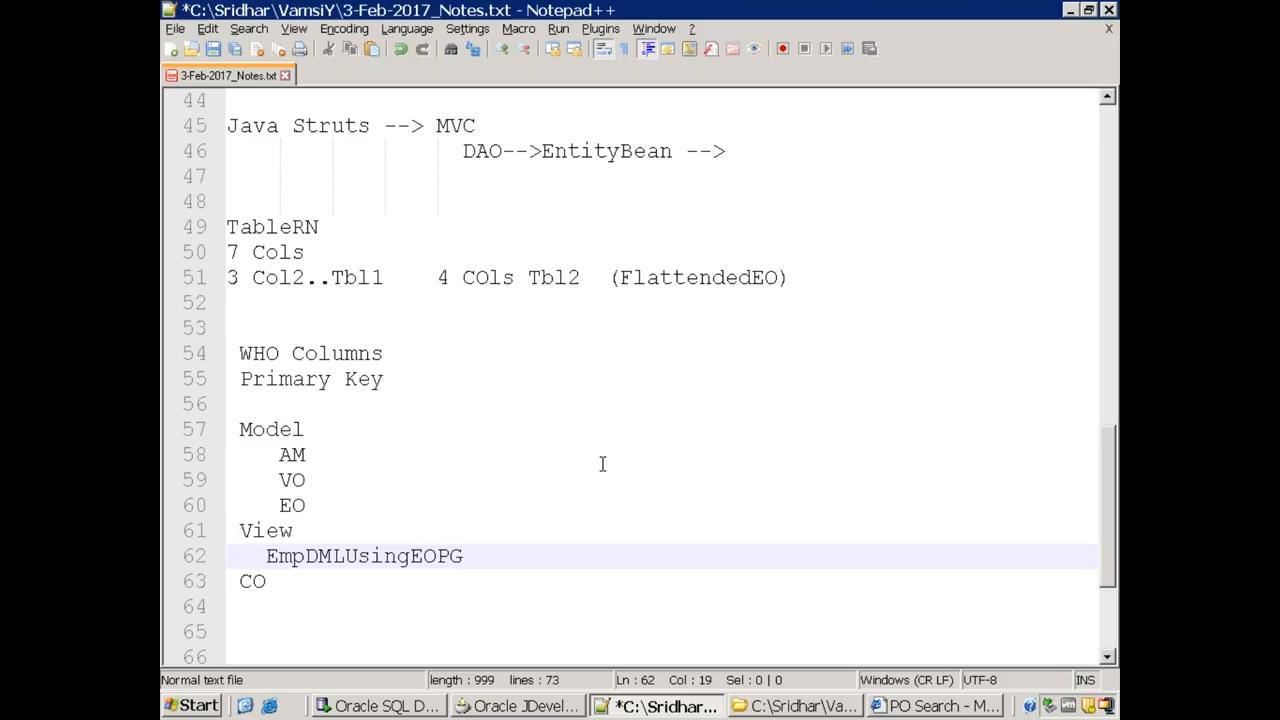 *C:\Sridhar\VamsiY\3-Feb-2017_Notes.txt - Notepad++
File Edit Search View Encoding Language Settings Macro Run Plugins Window ? X
3-Feb-2017_Notes.txt
44
45 Java Struts --> MVC
46 DAO-->EntityBean -->
47
48
49 TableRN
50 7 Cols
51 3 Col2..Tbl1 4 COls Tbl2 (FlattendedEO)
52
53
54 WHO Columns
55 Primary Key
56
57 Model
58 AM
59 VO
60 EO
61 View
62 EmpDMLUsingEOPG
63 CO
64
65
66
Normal text file length : 999 lines : 73 Ln : 62 Col : 19 Sel : 0 | 0 Windows (CR LF) UTF-8 INS
Start Oracle SQL D... Oracle JDevel... *C:\Sridhar... C:\Sridhar\Va... PO Search - M...